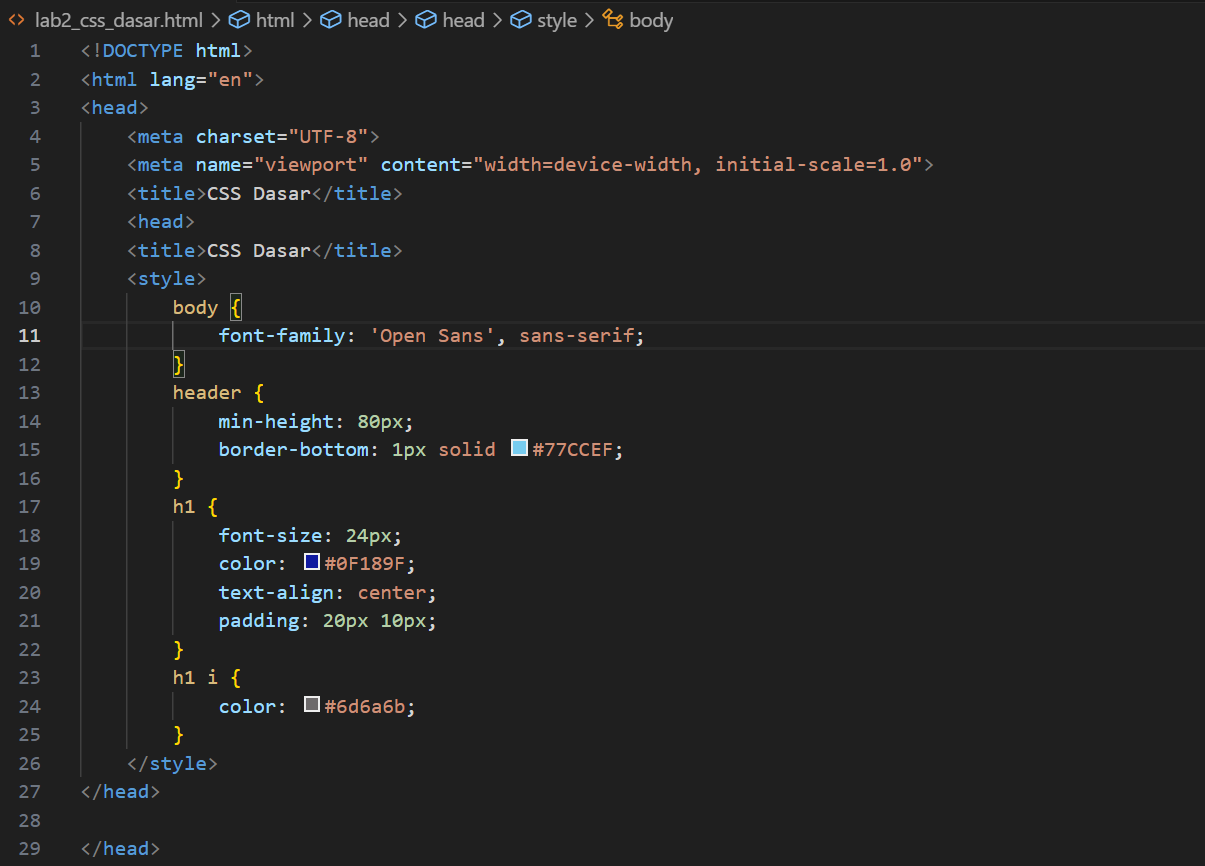 lab2_css_dasar.html > html > head > head > style > body
1 <!DOCTYPE html>
2 <html lang="en">
3 <head>
4     <meta charset="UTF-8">
5     <meta name="viewport" content="width=device-width, initial-scale=1.0">
6     <title>CSS Dasar</title>
7     <head>
8     <title>CSS Dasar</title>
9     <style>
10         body {
11             font-family: 'Open Sans', sans-serif;
12         }
13         header {
14             min-height: 80px;
15             border-bottom: 1px solid #77CCEF;
16         }
17         h1 {
18             font-size: 24px;
19             color: #0F189F;
20             text-align: center;
21             padding: 20px 10px;
22         }
23         h1 i {
24             color: #6d6a6b;
25         }
26     </style>
27 </head>
28
29 </head>